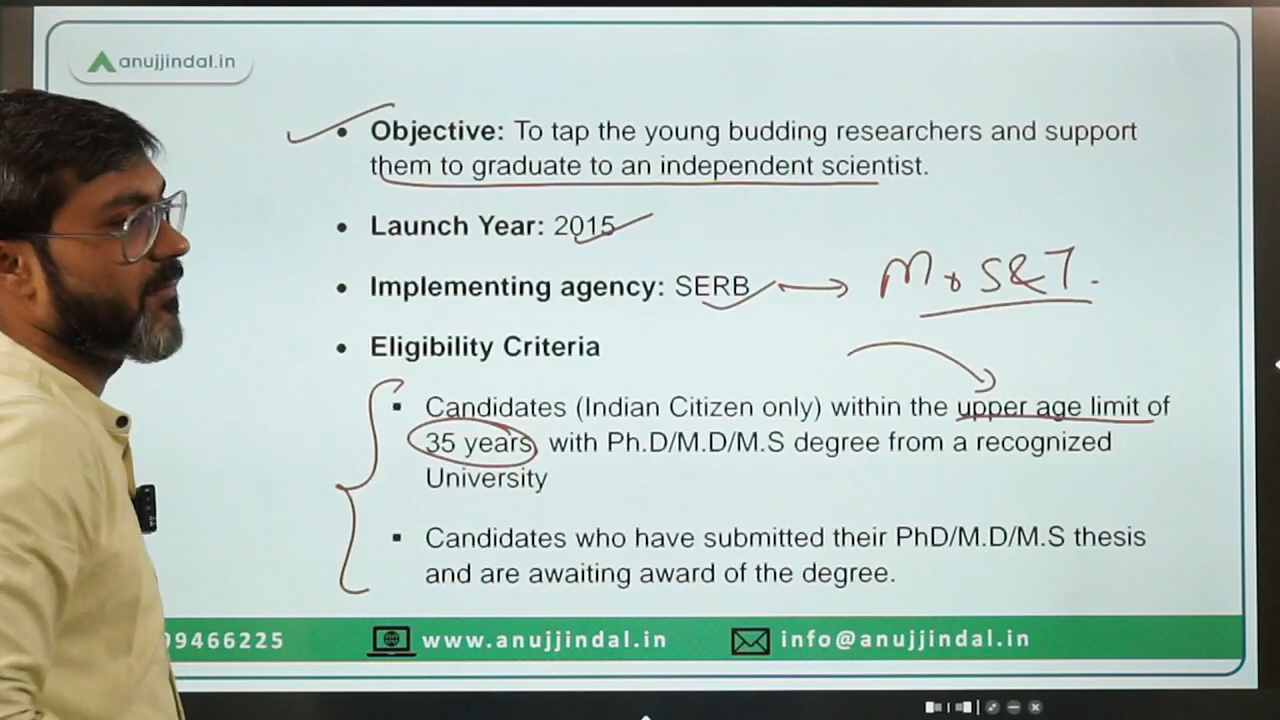 anujjindal.in
• Objective: To tap the young budding researchers and support
them to graduate to an independent scientist.
• Launch Year: 2015
• Implementing agency: SERB → M o S&T.
• Eligibility Criteria
▪ Candidates (Indian Citizen only) within the upper age limit of
35 years, with Ph.D/M.D/M.S degree from a recognized
University
▪ Candidates who have submitted their PhD/M.D/M.S thesis
and are awaiting award of the degree.
09466225 www.anujjindal.in info@anujjindal.in